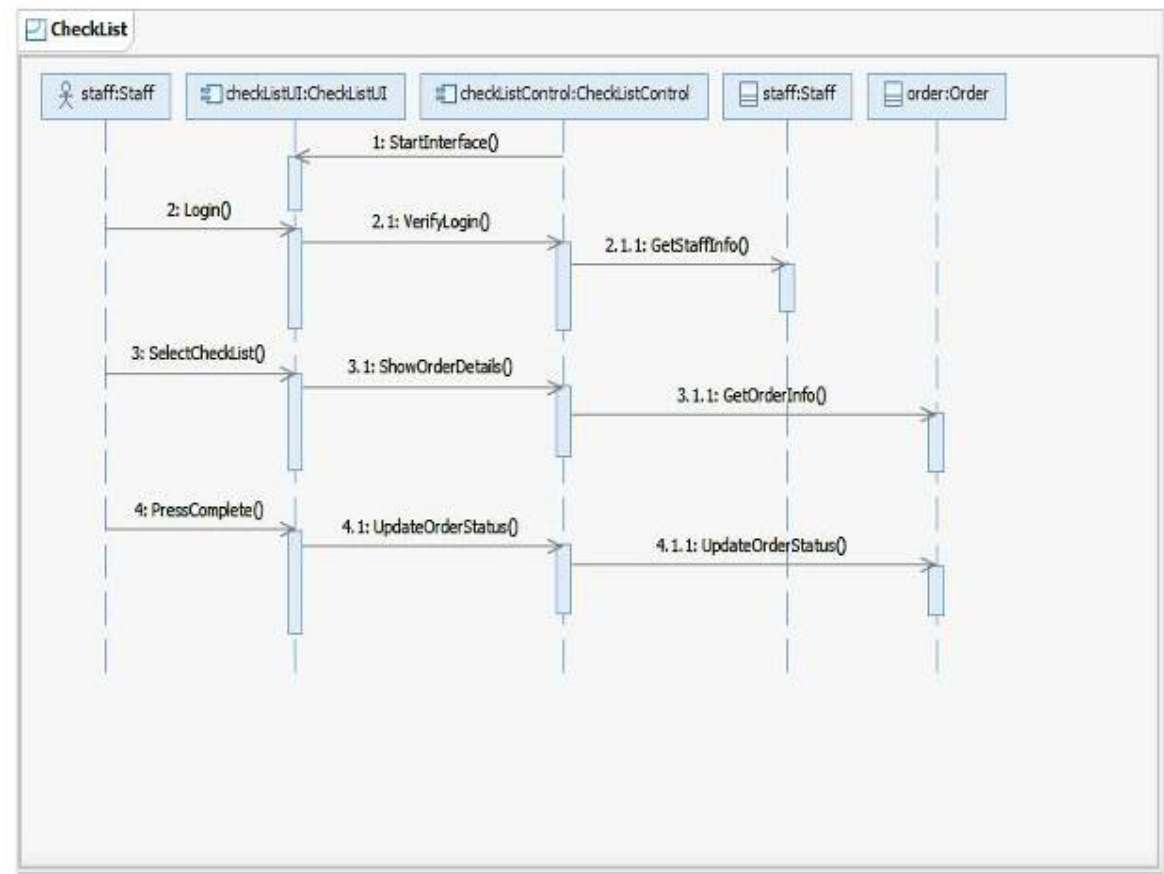 CheckList
staff:Staff
checkListUI:CheckListUI
checkListControl:CheckListControl
staff:Staff
order:Order
1: StartInterface()
2: Login()
2.1: VerifyLogin()
2.1.1: GetStaffInfo()
3: SelectCheckList()
3.1: ShowOrderDetails()
3.1.1: GetOrderInfo()
4: PressComplete()
4.1: UpdateOrderStatus()
4.1.1: UpdateOrderStatus()